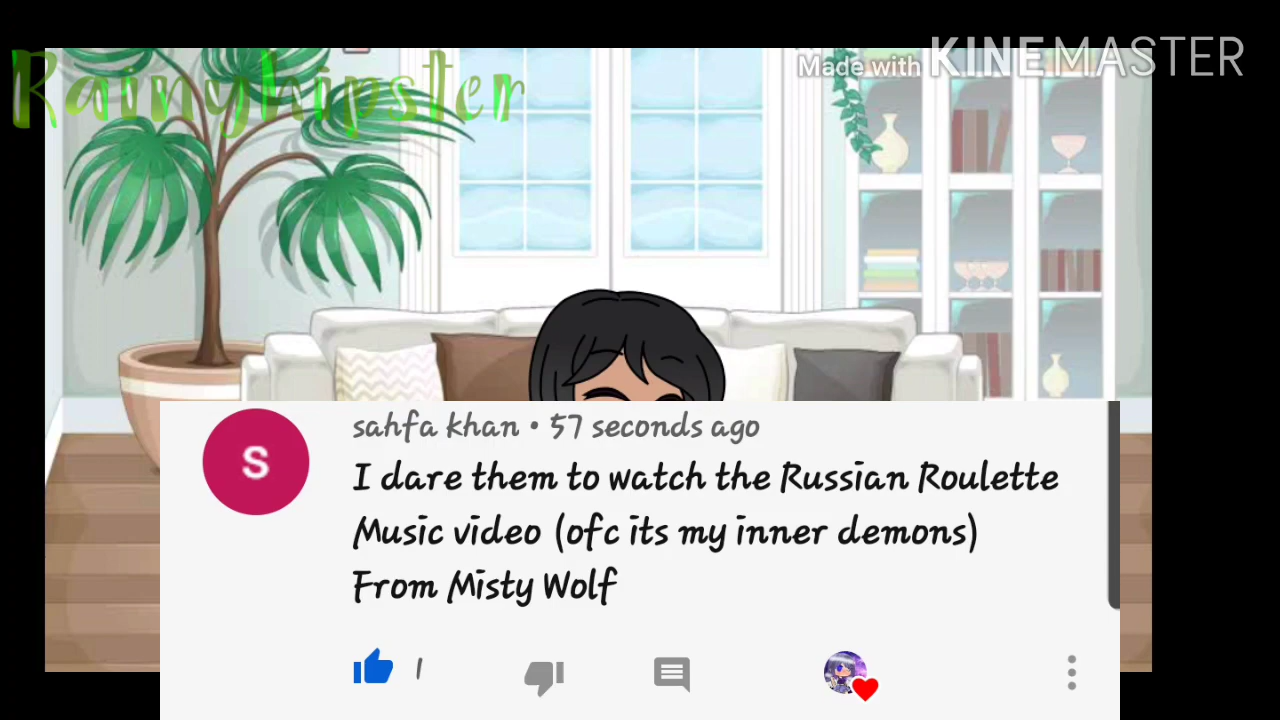 Rainyhipster
Made with KINEMASTER
S
sahfa khan • 57 seconds ago
I dare them to watch the Russian Roulette
Music video (ofc its my inner demons)
From Misty Wolf
1